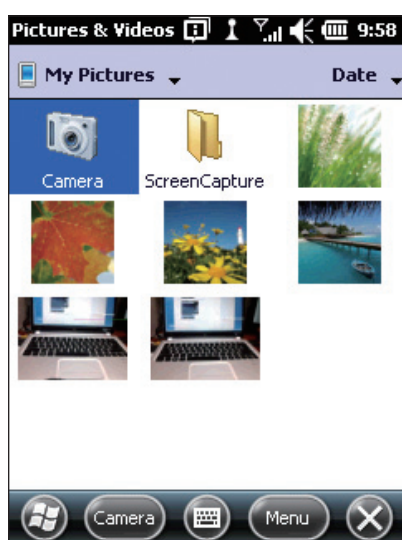 Pictures & Videos 9:58
My Pictures Date
Camera ScreenCapture
Camera Menu